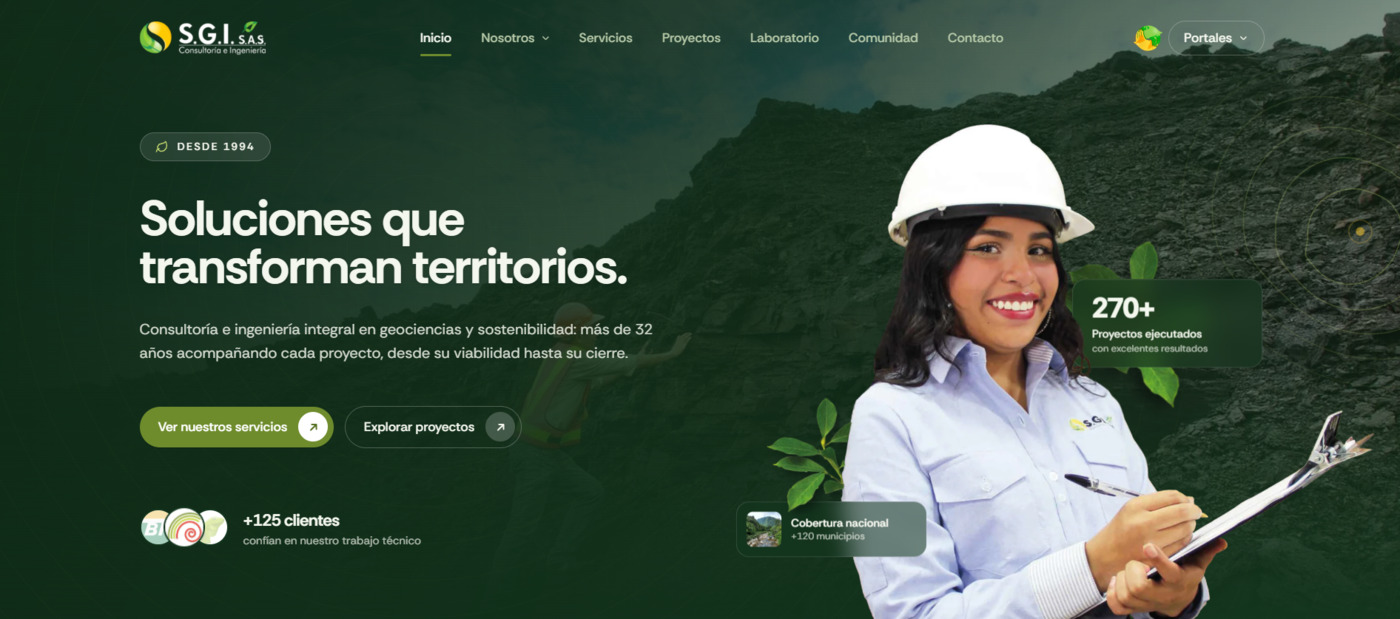 S.G.I. S.A.S.
Consultoría e Ingeniería
Inicio
Nosotros
Servicios
Proyectos
Laboratorio
Comunidad
Contacto
Portales
DESDE 1994
Soluciones que
transforman territorios.
Consultoría e ingeniería integral en geociencias y sostenibilidad: más de 32
años acompañando cada proyecto, desde su viabilidad hasta su cierre.
Ver nuestros servicios
Explorar proyectos
+125 clientes
confían en nuestro trabajo técnico
270+
Proyectos ejecutados
con excelentes resultados
S.G.I.
Cobertura nacional
+120 municipios